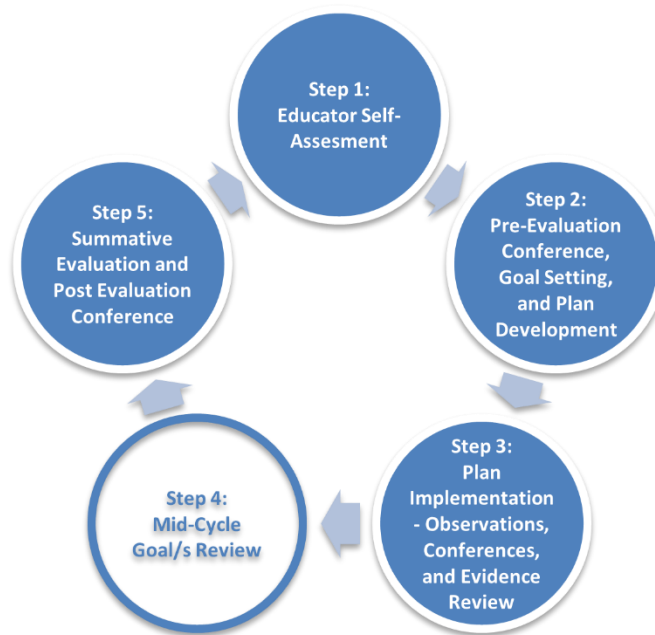 Step 1:
Educator Self-
Assesment
Step 2:
Pre-Evaluation
Conference,
Goal Setting,
and Plan
Development
Step 3:
Plan
Implementation
- Observations,
Conferences,
and Evidence
Review
Step 4:
Mid-Cycle
Goal/s Review
Step 5:
Summative
Evaluation and
Post Evaluation
Conference